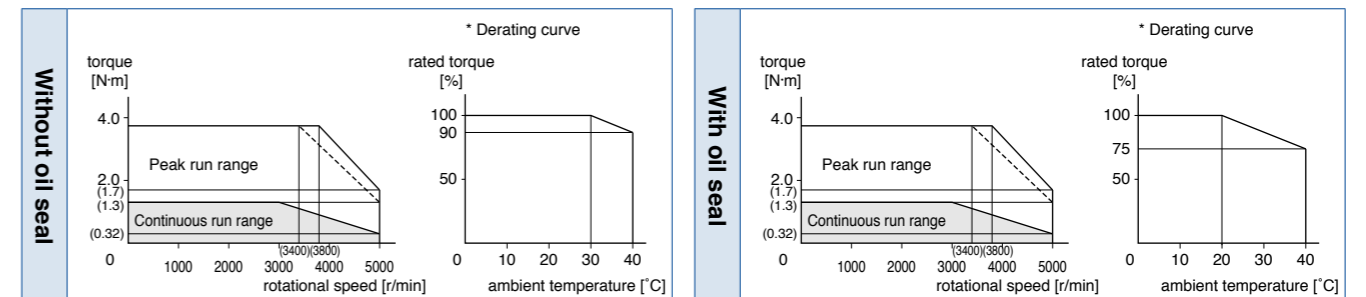 Without oil seal
* Derating curve
torque
[N·m]
4.0
2.0
(1.7)
(1.3)
(0.32)
0
Peak run range
Continuous run range
(3400)(3800)
1000 2000 3000 4000 5000
rotational speed [r/min]
rated torque
[%]
100
90
50
0 10 20 30 40
ambient temperature [˚C]
With oil seal
* Derating curve
torque
[N·m]
4.0
2.0
(1.7)
(1.3)
(0.32)
0
Peak run range
Continuous run range
(3400)(3800)
1000 2000 3000 4000 5000
rotational speed [r/min]
rated torque
[%]
100
75
50
0 10 20 30 40
ambient temperature [˚C]